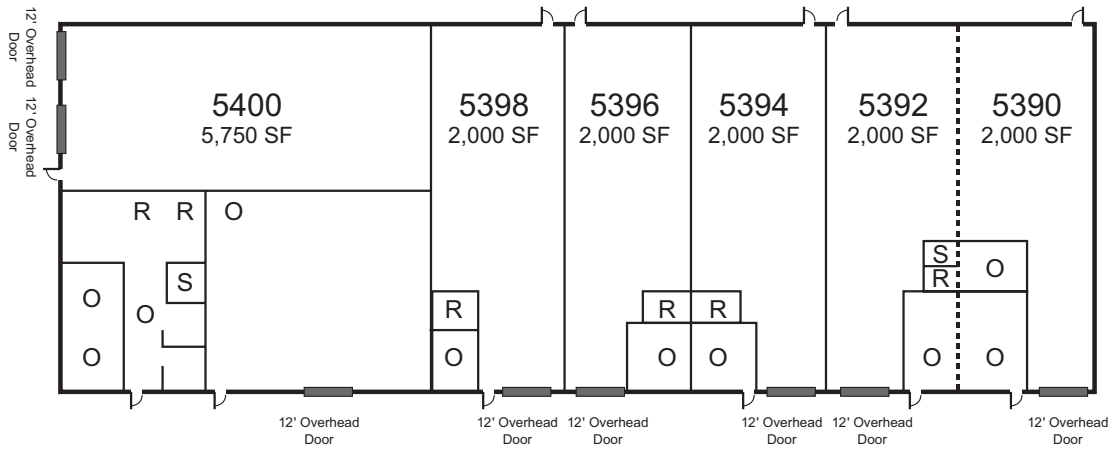 12' Overhead
Door
12' Overhead
Door
5400
5,750 SF
5398
2,000 SF
5396
2,000 SF
5394
2,000 SF
5392
2,000 SF
5390
2,000 SF
R R O
S
O
O
O
R
O
R
O
R
O
S
R
O
O
O
12' Overhead
Door
12' Overhead
Door
12' Overhead
Door
12' Overhead
Door
12' Overhead
Door
12' Overhead
Door